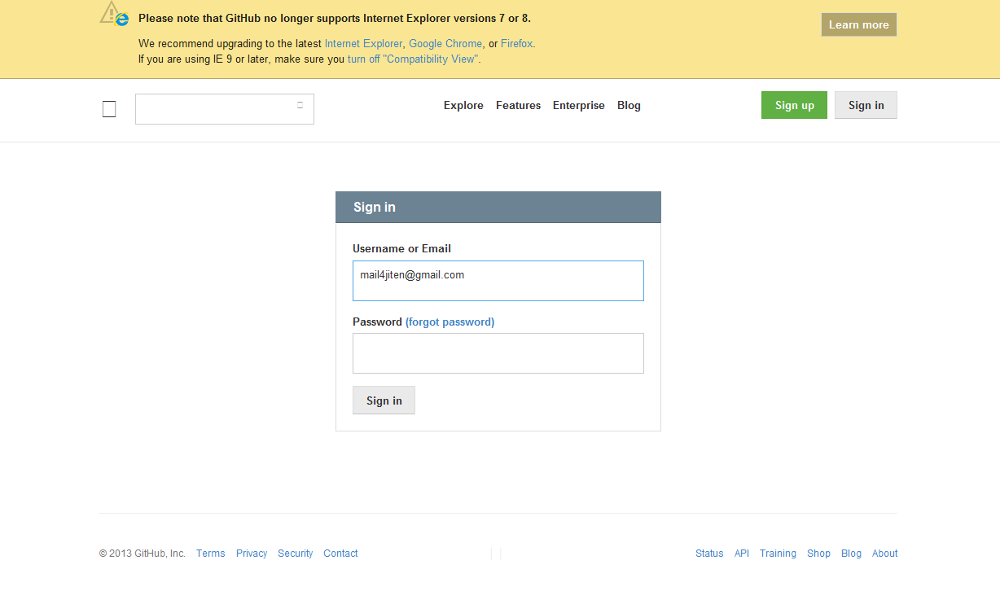 Please note that GitHub no longer supports Internet Explorer versions 7 or 8.
Learn more
We recommend upgrading to the latest Internet Explorer, Google Chrome, or Firefox.
If you are using IE 9 or later, make sure you turn off "Compatibility View".
Explore Features Enterprise Blog
Sign up Sign in
Sign in
Username or Email
mail4jiten@gmail.com
Password (forgot password)
Sign in
© 2013 GitHub, Inc. Terms Privacy Security Contact
Status API Training Shop Blog About